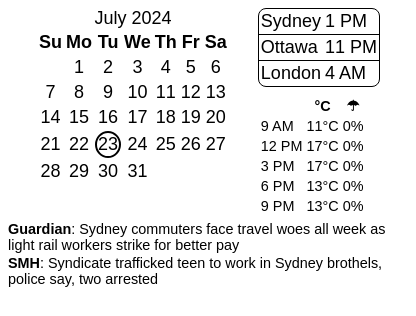 July 2024
Su Mo Tu We Th Fr Sa
1 2 3 4 5 6
7 8 9 10 11 12 13
14 15 16 17 18 19 20
21 22 23 24 25 26 27
28 29 30 31
Sydney 1 PM
Ottawa 11 PM
London 4 AM
°C ☂
9 AM 11°C 0%
12 PM 17°C 0%
3 PM 17°C 0%
6 PM 13°C 0%
9 PM 13°C 0%
Guardian: Sydney commuters face travel woes all week as
light rail workers strike for better pay
SMH: Syndicate trafficked teen to work in Sydney brothels,
police say, two arrested